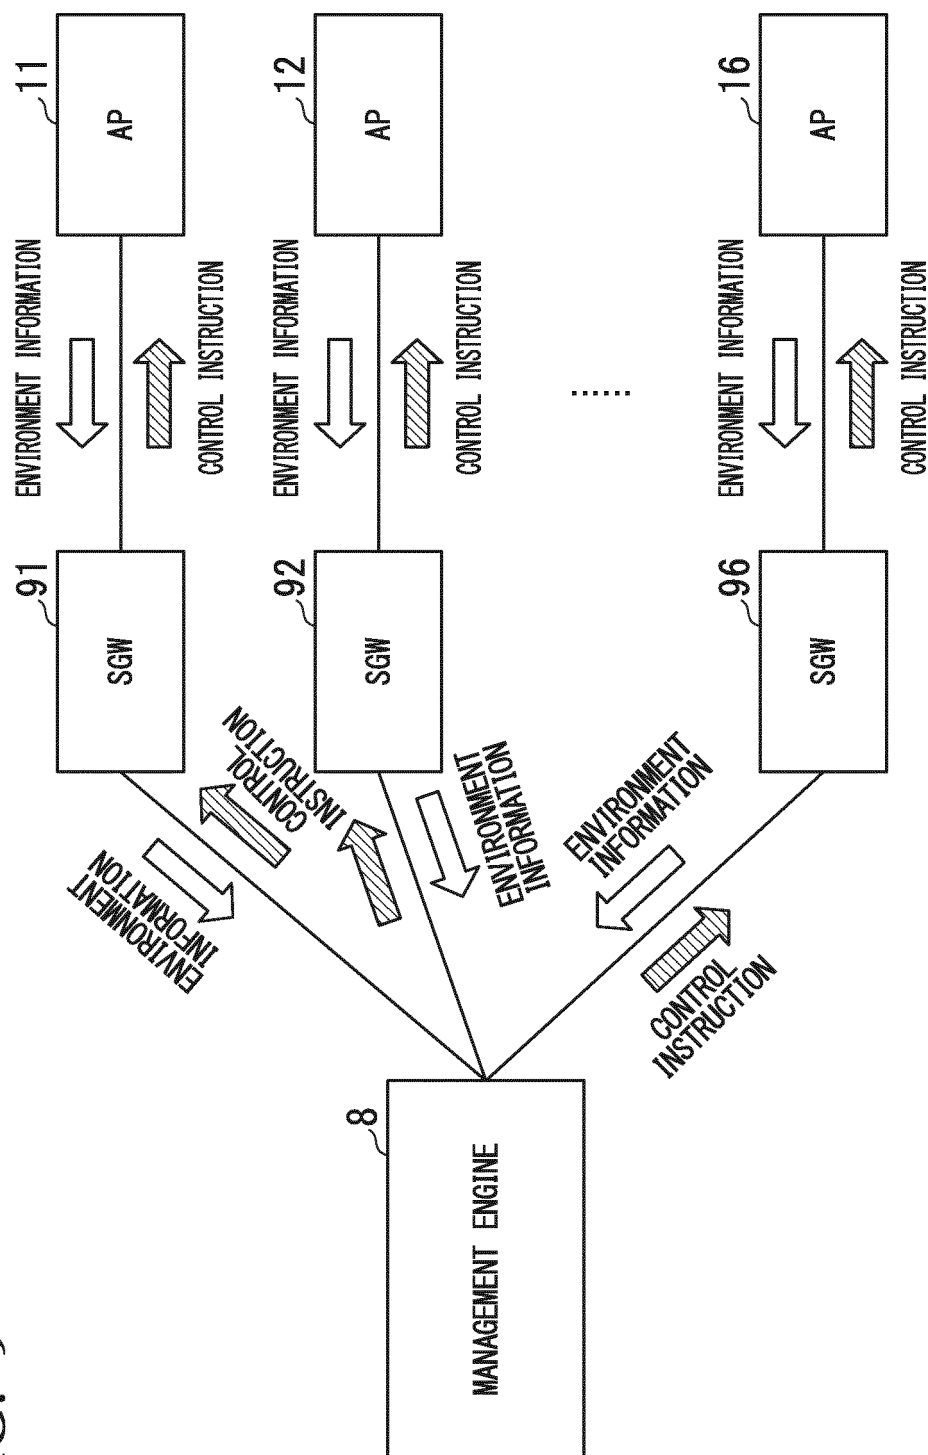 11
AP
ENVIRONMENT INFORMATION
CONTROL INSTRUCTION
91
SGW
ENVIRONMENT
INFORMATION
CONTROL
INSTRUCTION
12
AP
ENVIRONMENT INFORMATION
CONTROL INSTRUCTION
92
SGW
ENVIRONMENT
INFORMATION
......
16
AP
ENVIRONMENT INFORMATION
CONTROL INSTRUCTION
96
SGW
ENVIRONMENT
INFORMATION
CONTROL
INSTRUCTION
8
MANAGEMENT ENGINE